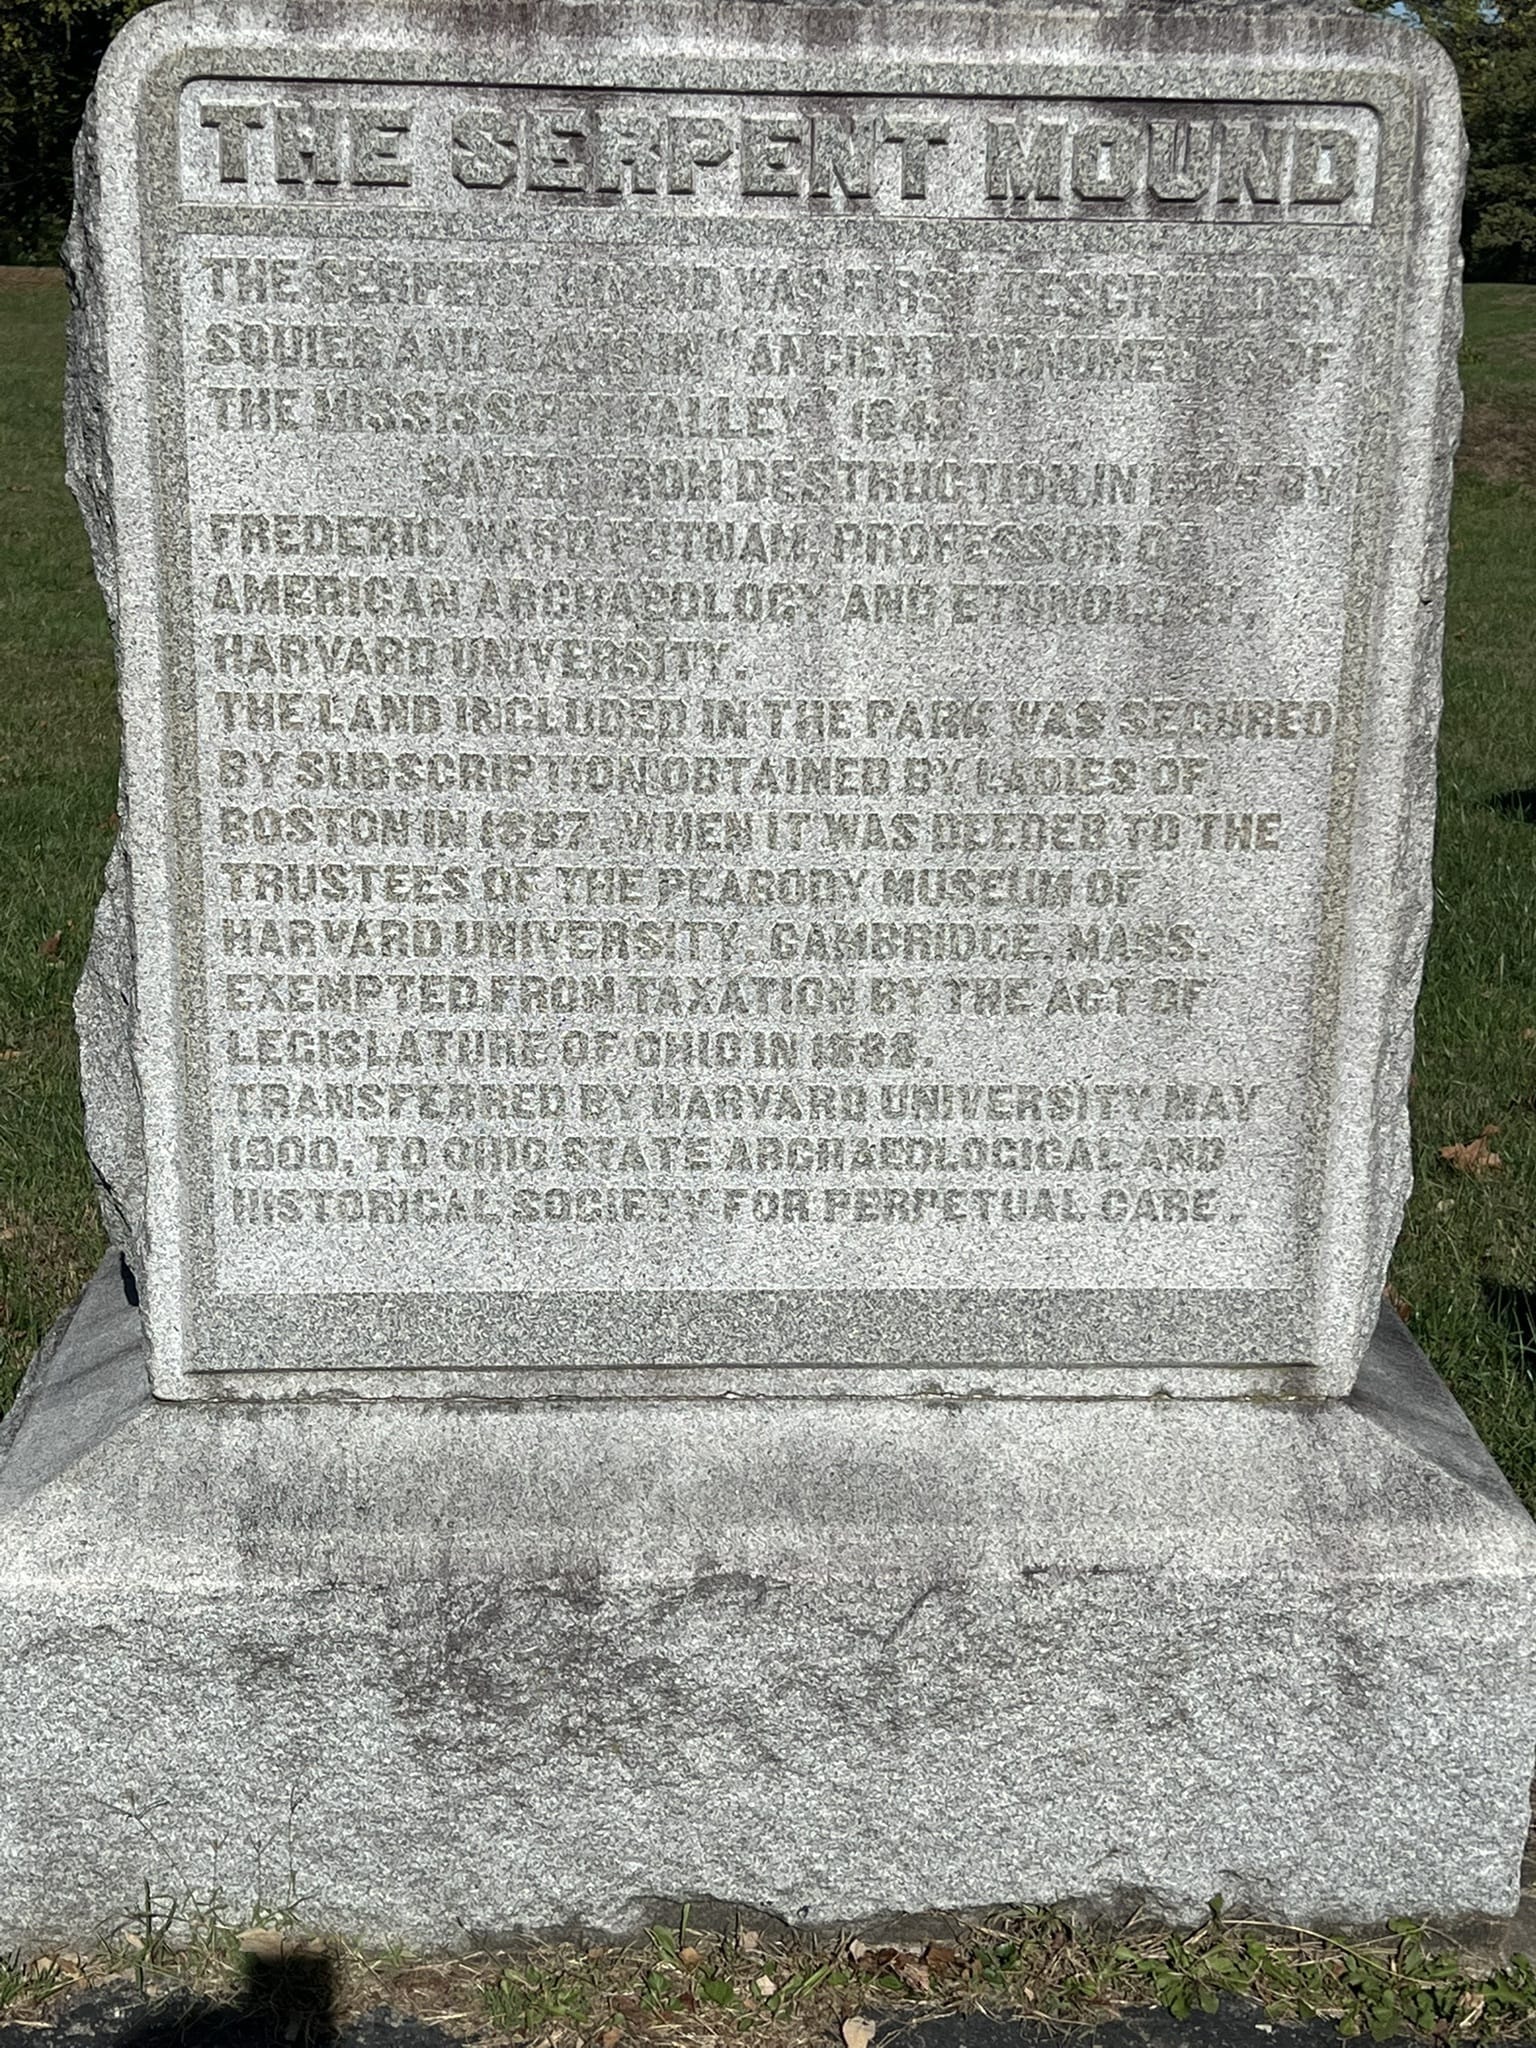 THE SERPENT MOUND
THE SERPENT MOUND WAS FIRST DESCRIBED BY
SQUIER AND DAVIS IN "ANCIENT MONUMENTS OF
THE MISSISSIPPI VALLEY" 1848.
SAVED FROM DESTRUCTION IN 1885 BY
FREDERIC WARD PUTNAM, PROFESSOR OF
AMERICAN ARCHAEOLOGY AND ETHNOLOGY,
HARVARD UNIVERSITY.
THE LAND INCLUDED IN THE PARK WAS SECURED
BY SUBSCRIPTION OBTAINED BY LADIES OF
BOSTON IN 1887, WHEN IT WAS DEEDED TO THE
TRUSTEES OF THE PEABODY MUSEUM OF
HARVARD UNIVERSITY, CAMBRIDGE, MASS.
EXEMPTED FROM TAXATION BY THE ACT OF
LEGISLATURE OF OHIO IN 1888.
TRANSFERRED BY HARVARD UNIVERSITY MAY
1900, TO OHIO STATE ARCHAEOLOGICAL AND
HISTORICAL SOCIETY FOR PERPETUAL CARE.